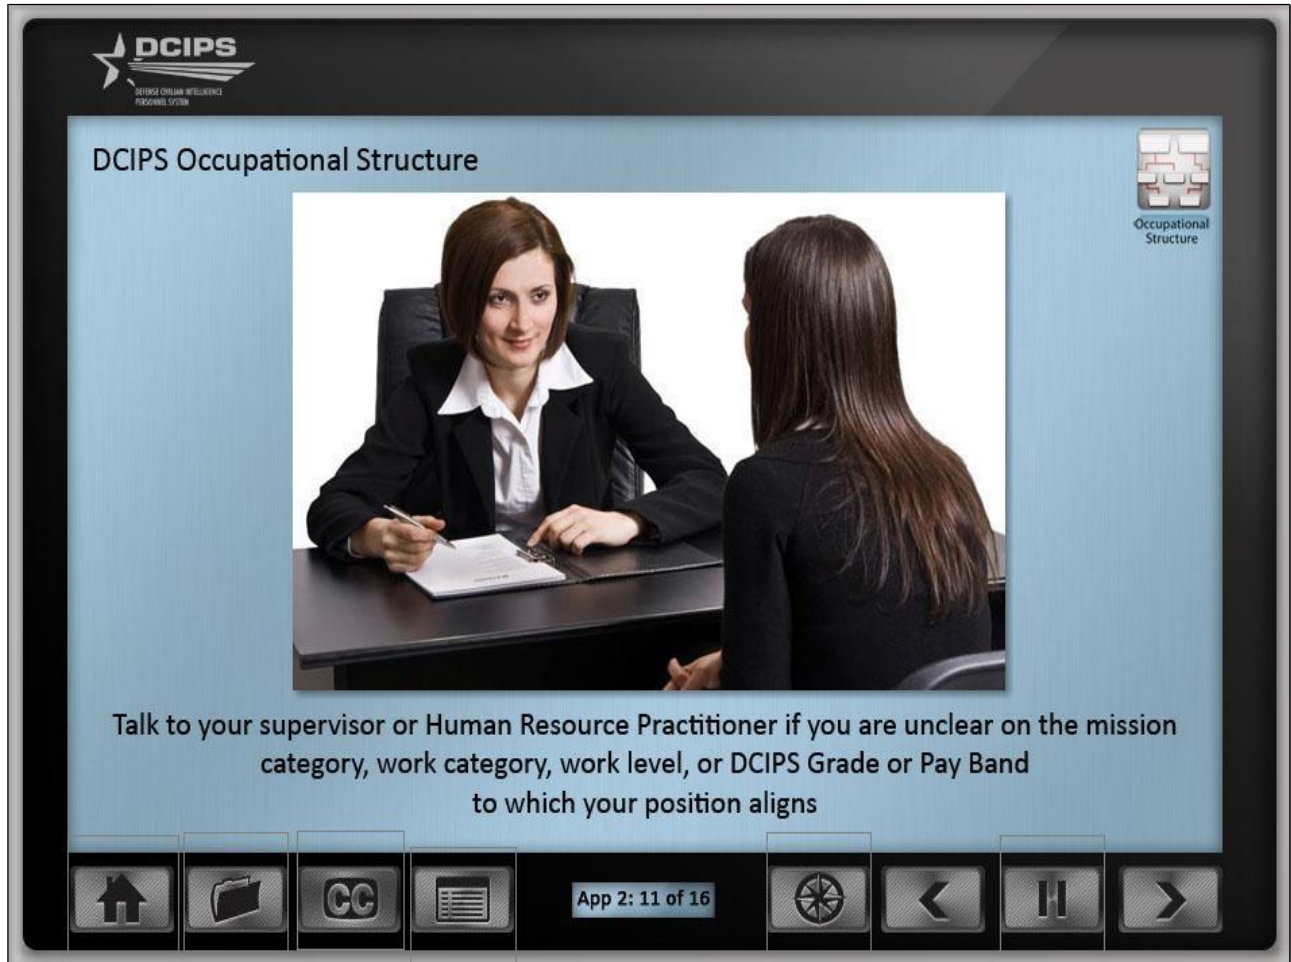 DCIPS
DEFENSE CIVILIAN INTELLIGENCE
PERSONNEL SYSTEM
DCIPS Occupational Structure
Occupational
Structure
Talk to your supervisor or Human Resource Practitioner if you are unclear on the mission
category, work category, work level, or DCIPS Grade or Pay Band
to which your position aligns
CC
App 2: 11 of 16